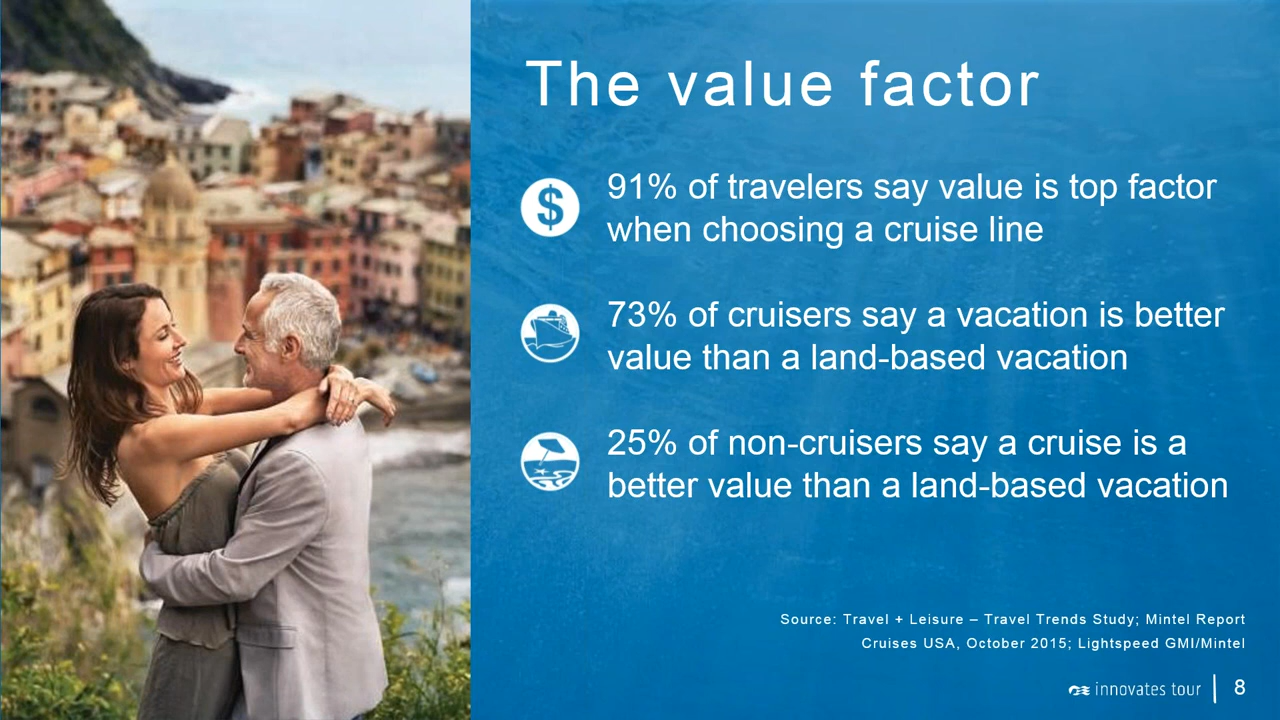 The value factor
$
91% of travelers say value is top factor
when choosing a cruise line
73% of cruisers say a vacation is better
value than a land-based vacation
25% of non-cruisers say a cruise is a
better value than a land-based vacation
Source: Travel + Leisure – Travel Trends Study; Mintel Report
Cruises USA, October 2015; Lightspeed GMI/Mintel
innovates tour | 8